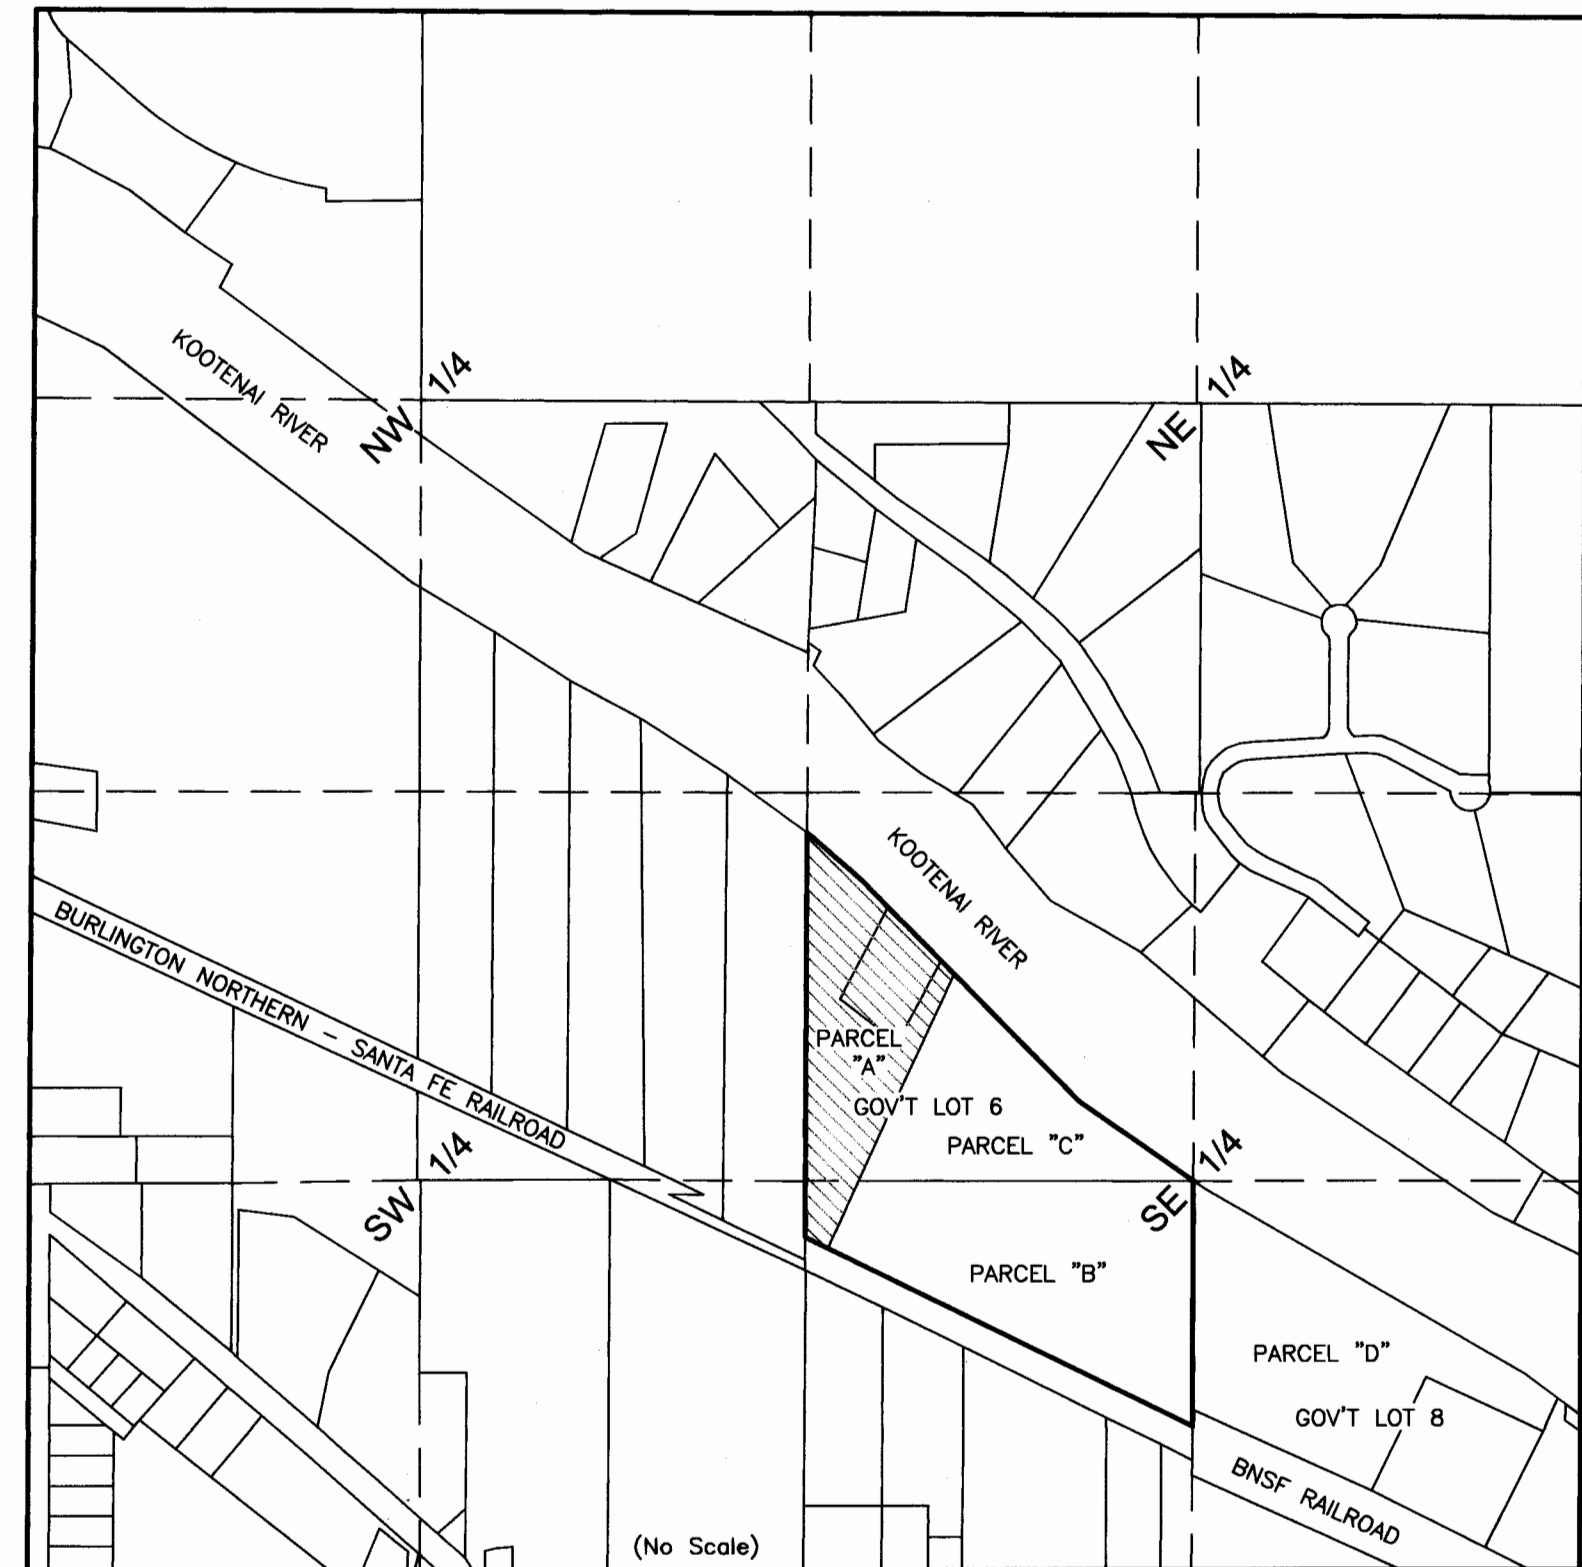 KOOTENAI RIVER
NW 1/4
NE 1/4
KOOTENAI RIVER
BURLINGTON NORTHERN – SANTA FE RAILROAD
PARCEL
"A"
GOV'T LOT 6
PARCEL "C"
SW 1/4
SE 1/4
PARCEL "B"
PARCEL "D"
GOV'T LOT 8
BNSF RAILROAD
(No Scale)